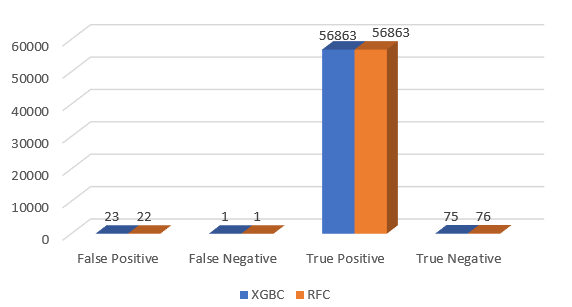 56863 56863
60000
50000
40000
30000
20000
10000
23 22 1 1 75 76
0
False Positive False Negative True Positive True Negative
XGBC RFC